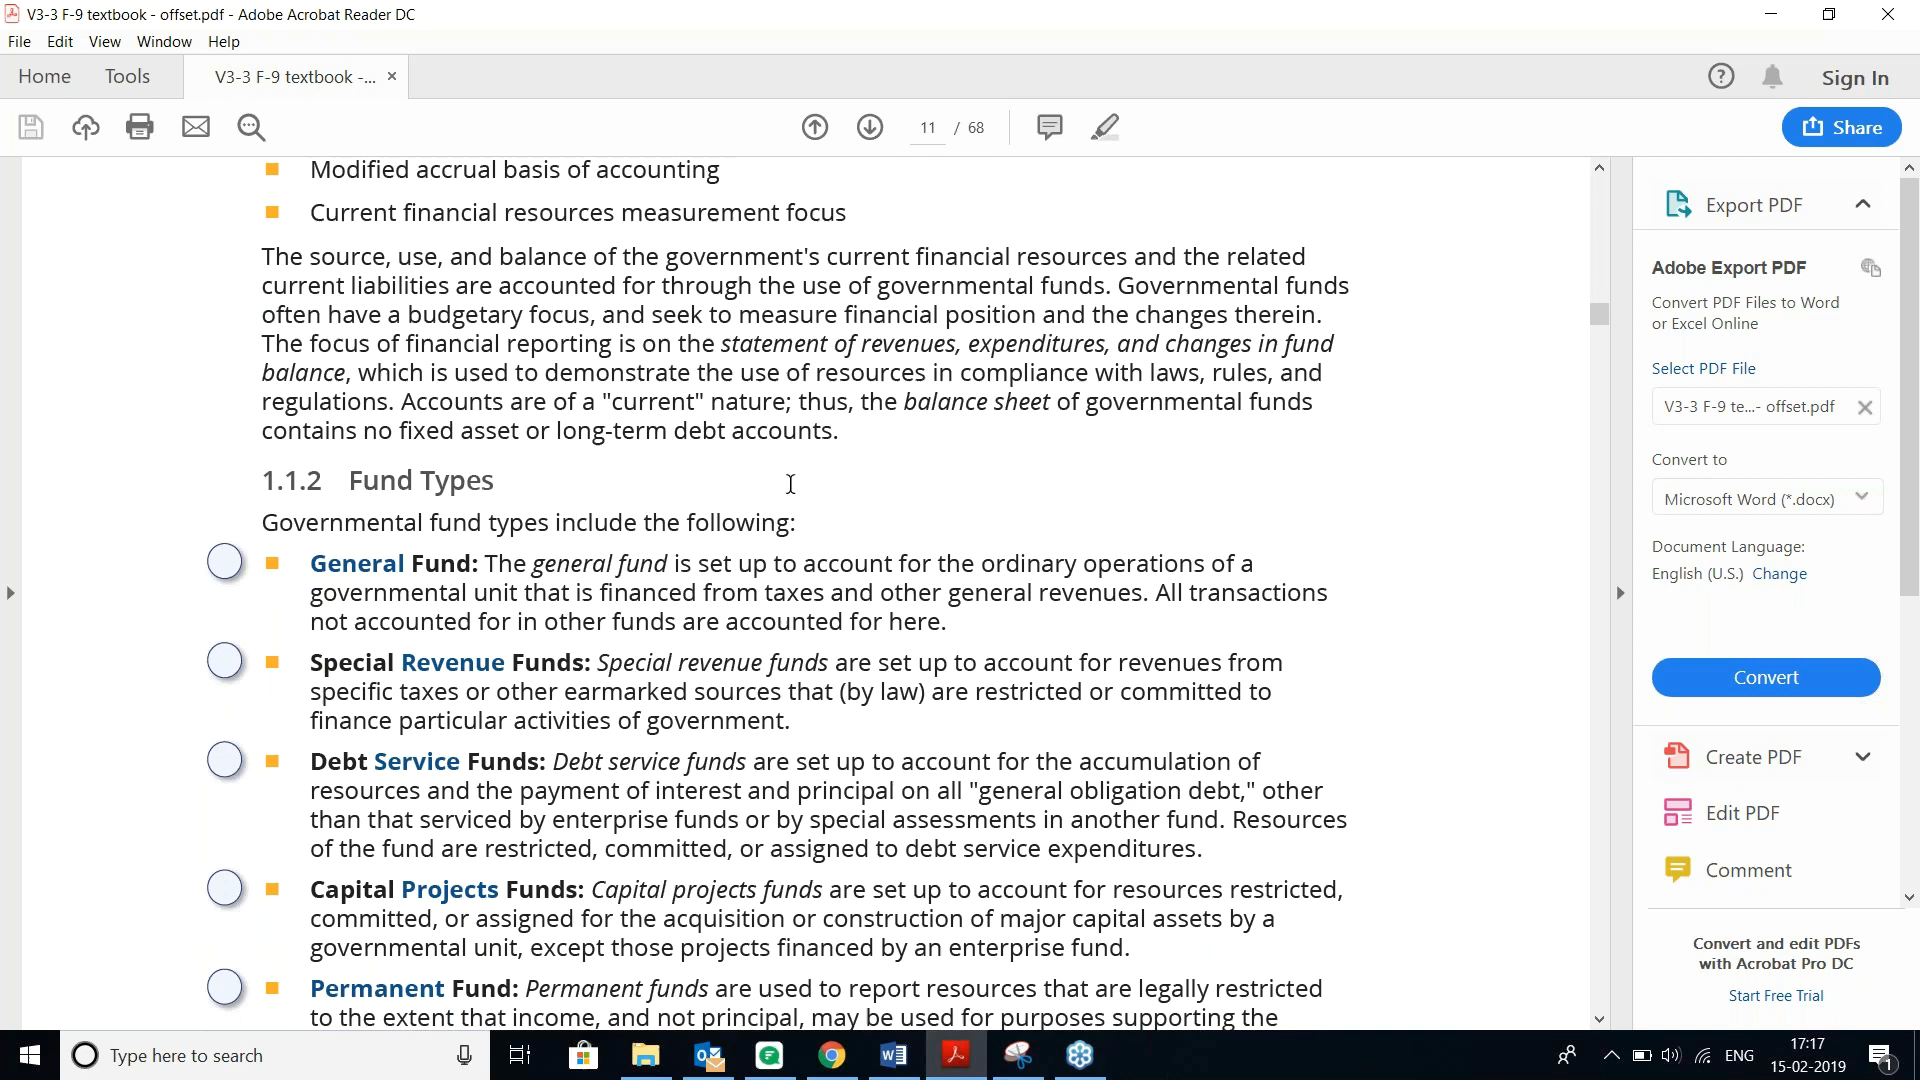 V3-3 F-9 textbook - offset.pdf - Adobe Acrobat Reader DC
File Edit View Window Help
Home Tools V3-3 F-9 textbook -... × Sign In
11 / 68 Share
Modified accrual basis of accounting
Current financial resources measurement focus
The source, use, and balance of the government's current financial resources and the related
current liabilities are accounted for through the use of governmental funds. Governmental funds
often have a budgetary focus, and seek to measure financial position and the changes therein.
The focus of financial reporting is on the statement of revenues, expenditures, and changes in fund
balance, which is used to demonstrate the use of resources in compliance with laws, rules, and
regulations. Accounts are of a "current" nature; thus, the balance sheet of governmental funds
contains no fixed asset or long-term debt accounts.
1.1.2 Fund Types
Governmental fund types include the following:
General Fund: The general fund is set up to account for the ordinary operations of a
governmental unit that is financed from taxes and other general revenues. All transactions
not accounted for in other funds are accounted for here.
Special Revenue Funds: Special revenue funds are set up to account for revenues from
specific taxes or other earmarked sources that (by law) are restricted or committed to
finance particular activities of government.
Debt Service Funds: Debt service funds are set up to account for the accumulation of
resources and the payment of interest and principal on all "general obligation debt," other
than that serviced by enterprise funds or by special assessments in another fund. Resources
of the fund are restricted, committed, or assigned to debt service expenditures.
Capital Projects Funds: Capital projects funds are set up to account for resources restricted,
committed, or assigned for the acquisition or construction of major capital assets by a
governmental unit, except those projects financed by an enterprise fund.
Permanent Fund: Permanent funds are used to report resources that are legally restricted
to the extent that income, and not principal, may be used for purposes supporting the
Export PDF
Adobe Export PDF
Convert PDF Files to Word
or Excel Online
Select PDF File
V3-3 F-9 te...- offset.pdf
Convert to
Microsoft Word (*.docx)
Document Language:
English (U.S.) Change
Convert
Create PDF
Edit PDF
Comment
Convert and edit PDFs
with Acrobat Pro DC
Start Free Trial
Type here to search
ENG
17:17
15-02-2019
1